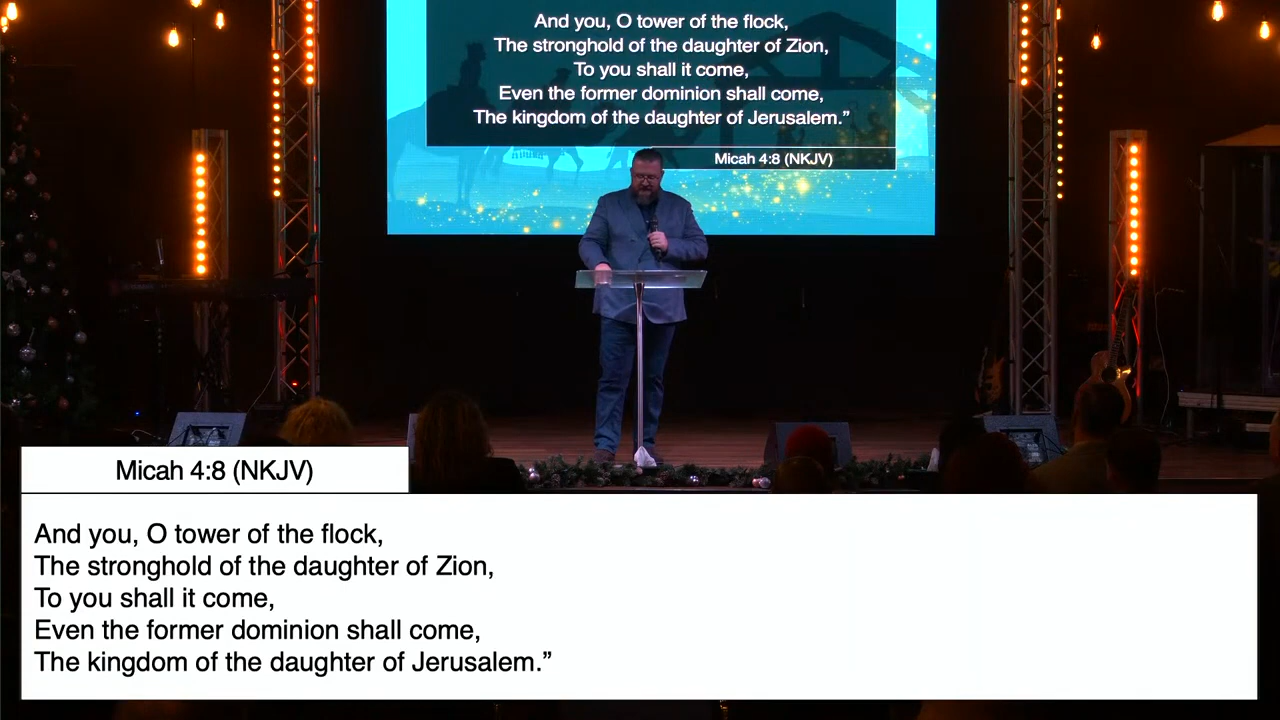 And you, O tower of the flock,
The stronghold of the daughter of Zion,
To you shall it come,
Even the former dominion shall come,
The kingdom of the daughter of Jerusalem.”
Micah 4:8 (NKJV)
Micah 4:8 (NKJV)
And you, O tower of the flock,
The stronghold of the daughter of Zion,
To you shall it come,
Even the former dominion shall come,
The kingdom of the daughter of Jerusalem.”